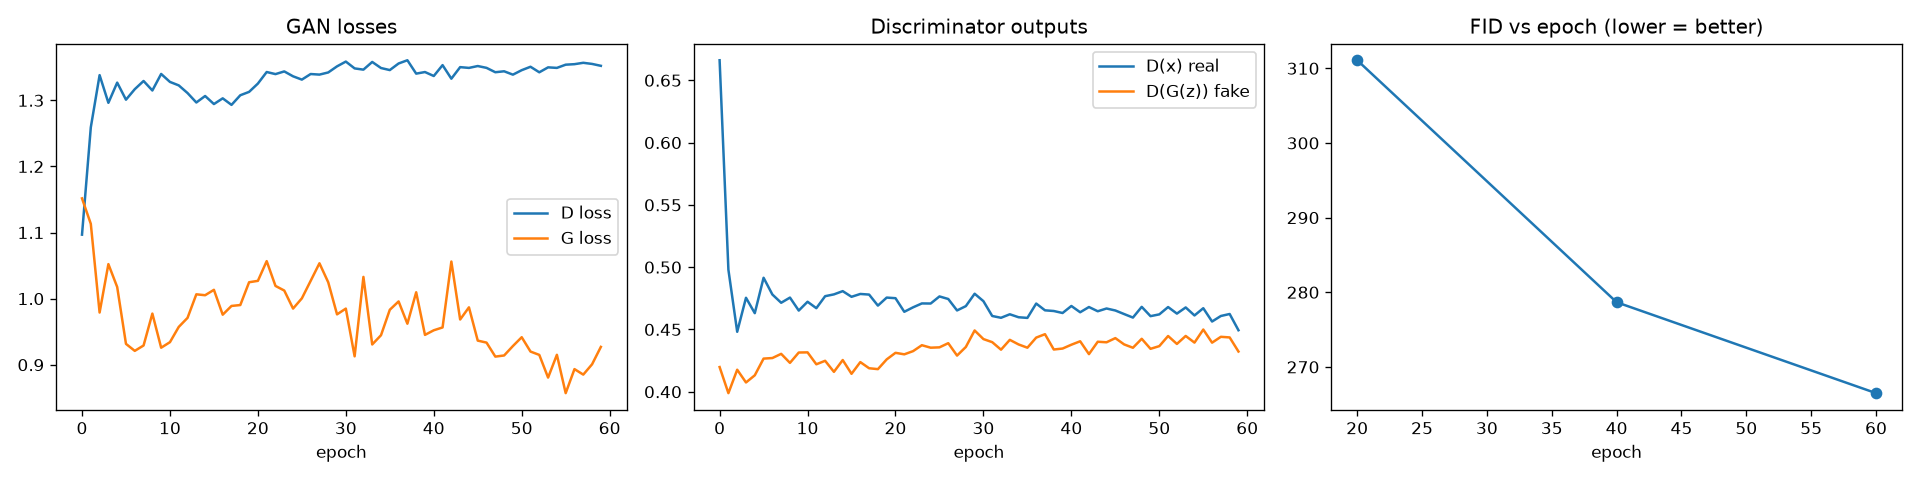 GAN losses
1.3
1.2
1.1
1.0
0.9
D loss
G loss
0 10 20 30 40 50 60
epoch
Discriminator outputs
0.65
0.60
0.55
0.50
0.45
0.40
D(x) real
D(G(z)) fake
0 10 20 30 40 50 60
epoch
FID vs epoch (lower = better)
310
300
290
280
270
20 25 30 35 40 45 50 55 60
epoch